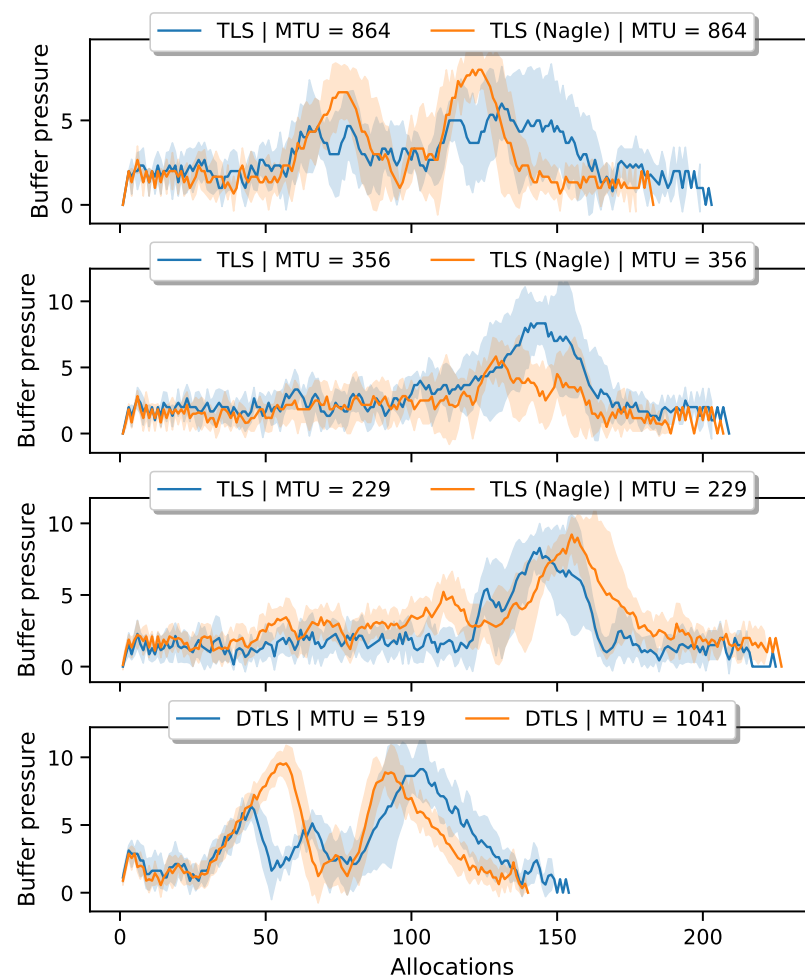 TLS | MTU = 864 TLS (Nagle) | MTU = 864
Buffer pressure
5
0
TLS | MTU = 356 TLS (Nagle) | MTU = 356
Buffer pressure
10
5
0
TLS | MTU = 229 TLS (Nagle) | MTU = 229
Buffer pressure
10
5
0
DTLS | MTU = 519 DTLS | MTU = 1041
Buffer pressure
10
5
0
0 50 100 150 200
Allocations